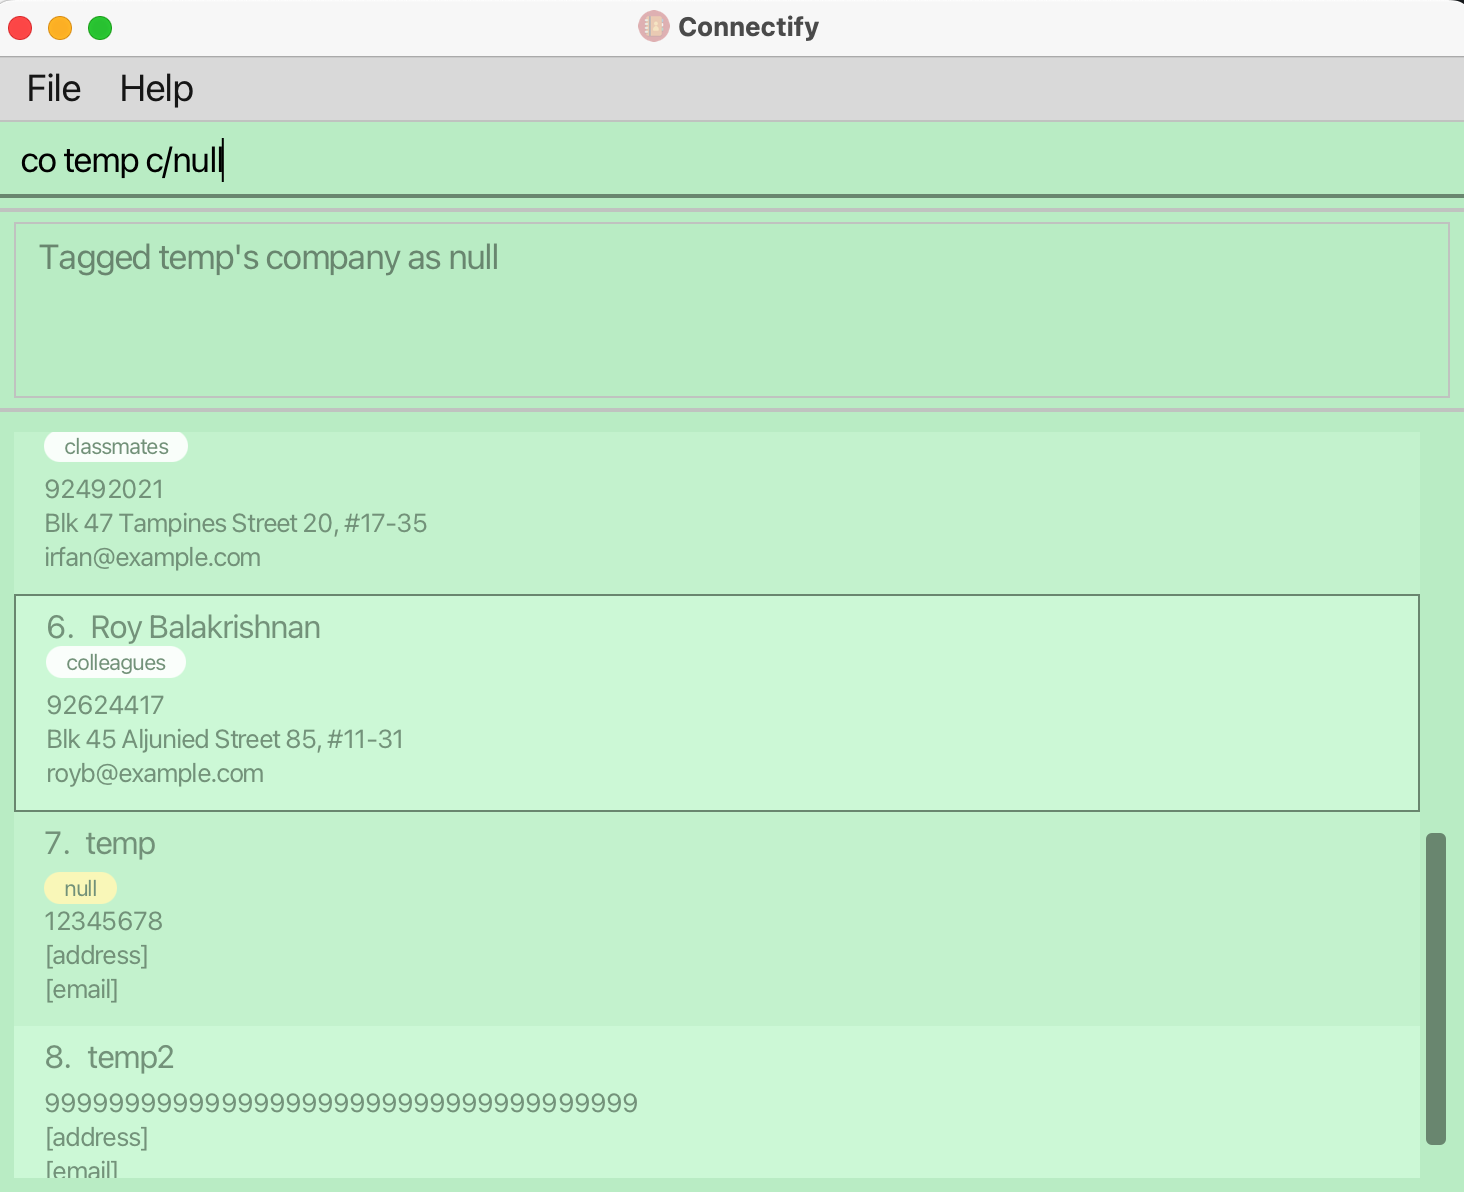 Connectify
File Help
co temp c/null
Tagged temp's company as null
classmates
92492021
Blk 47 Tampines Street 20, #17-35
irfan@example.com
6. Roy Balakrishnan
colleagues
92624417
Blk 45 Aljunied Street 85, #11-31
royb@example.com
7. temp
null
12345678
[address]
[email]
8. temp2
9999999999999999999999999999999999999
[address]
[email]